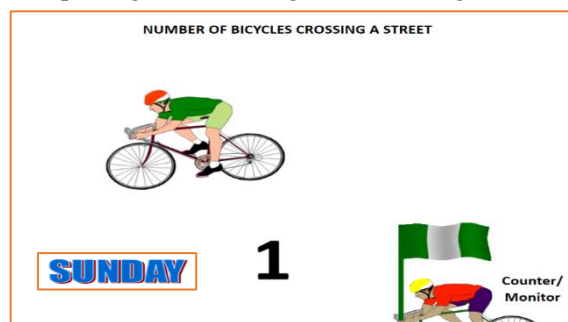 NUMBER OF BICYCLES CROSSING A STREET
SUNDAY
1
Counter/
Monitor